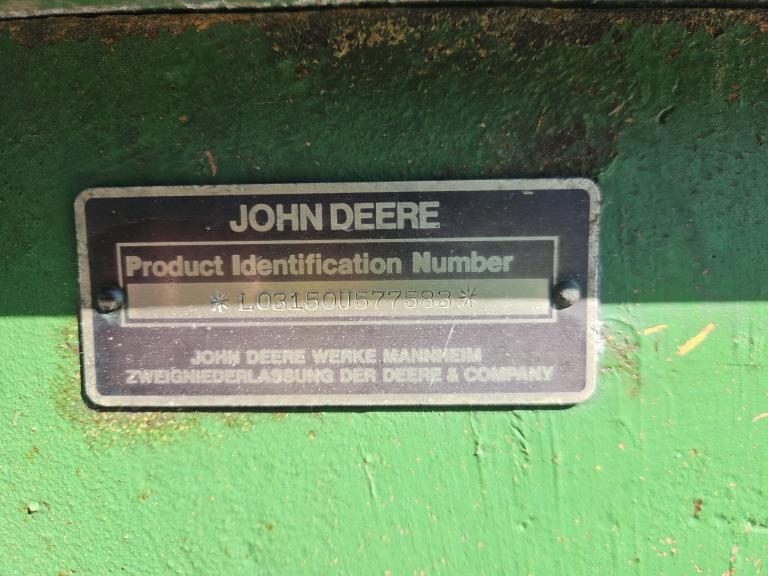 JOHN DEERE
Product Identification Number
*L03150U577583*
JOHN DEERE WERKE MANNHEIM
ZWEIGNIEDERLASSUNG DER DEERE & COMPANY